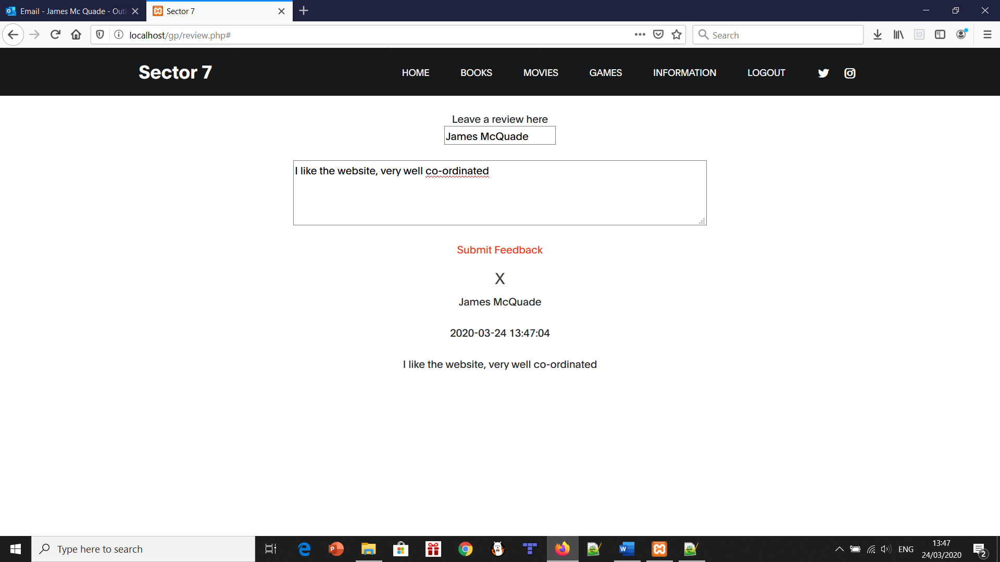 Email - James Mc Quade - Outl
Sector 7
localhost/gp/review.php#
Search
Sector 7
HOME
BOOKS
MOVIES
GAMES
INFORMATION
LOGOUT
Leave a review here
James McQuade
I like the website, very well co-ordinated
Submit Feedback
X
James McQuade
2020-03-24 13:47:04
I like the website, very well co-ordinated
Type here to search
ENG
13:47
24/03/2020
2